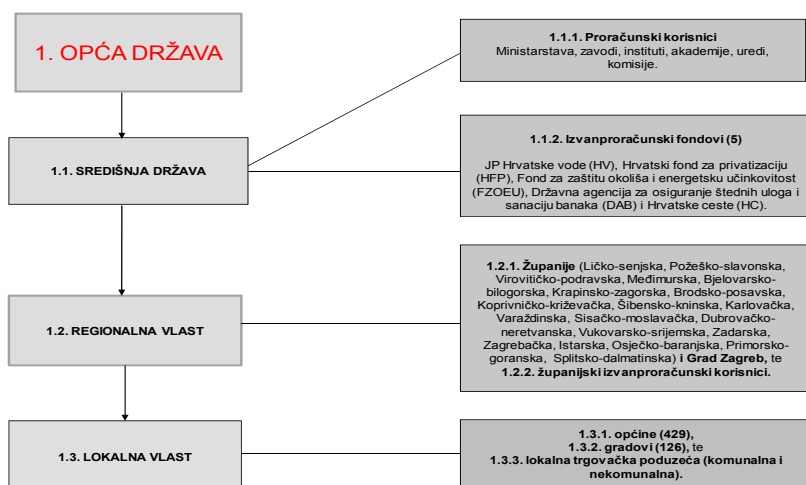 1. OPĆA DRŽAVA
1.1.1. Proračunski korisnici
Ministarstava, zavodi, instituti, akademije, uredi,
komisije.
1.1. SREDIŠNJA DRŽAVA
1.1.2. Izvanproračunski fondovi (5)
JP Hrvatske vode (HV), Hrvatski fond za privatizaciju
(HFP), Fond za zaštitu okoliša i energetsku učinkovitost
(FZOEU), Državna agencija za osiguranje štednih uloga i
sanaciju banaka (DAB) i Hrvatske ceste (HC).
1.2. REGIONALNA VLAST
1.2.1. Županije (Ličko-senjska, Požeško-slavonska,
Virovitičko-podravska, Međimurska, Bjelovarsko-
bilogorska, Krapinsko-zagorska, Brodsko-posavska,
Koprivničko-križevačka, Šibensko-kninska, Karlovačka,
Varaždinska, Sisačko-moslavačka, Dubrovačko-
neretvanska, Vukovarsko-srijemska, Zadarska,
Zagrebačka, Istarska, Osječko-baranjska, Primorsko-
goranska, Splitsko-dalmatinska) i Grad Zagreb, te
1.2.2. županijski izvanproračunski korisnici.
1.3. LOKALNA VLAST
1.3.1. općine (429),
1.3.2. gradovi (126), te
1.3.3. lokalna trgovačka poduzeća (komunalna i
nekomunalna).